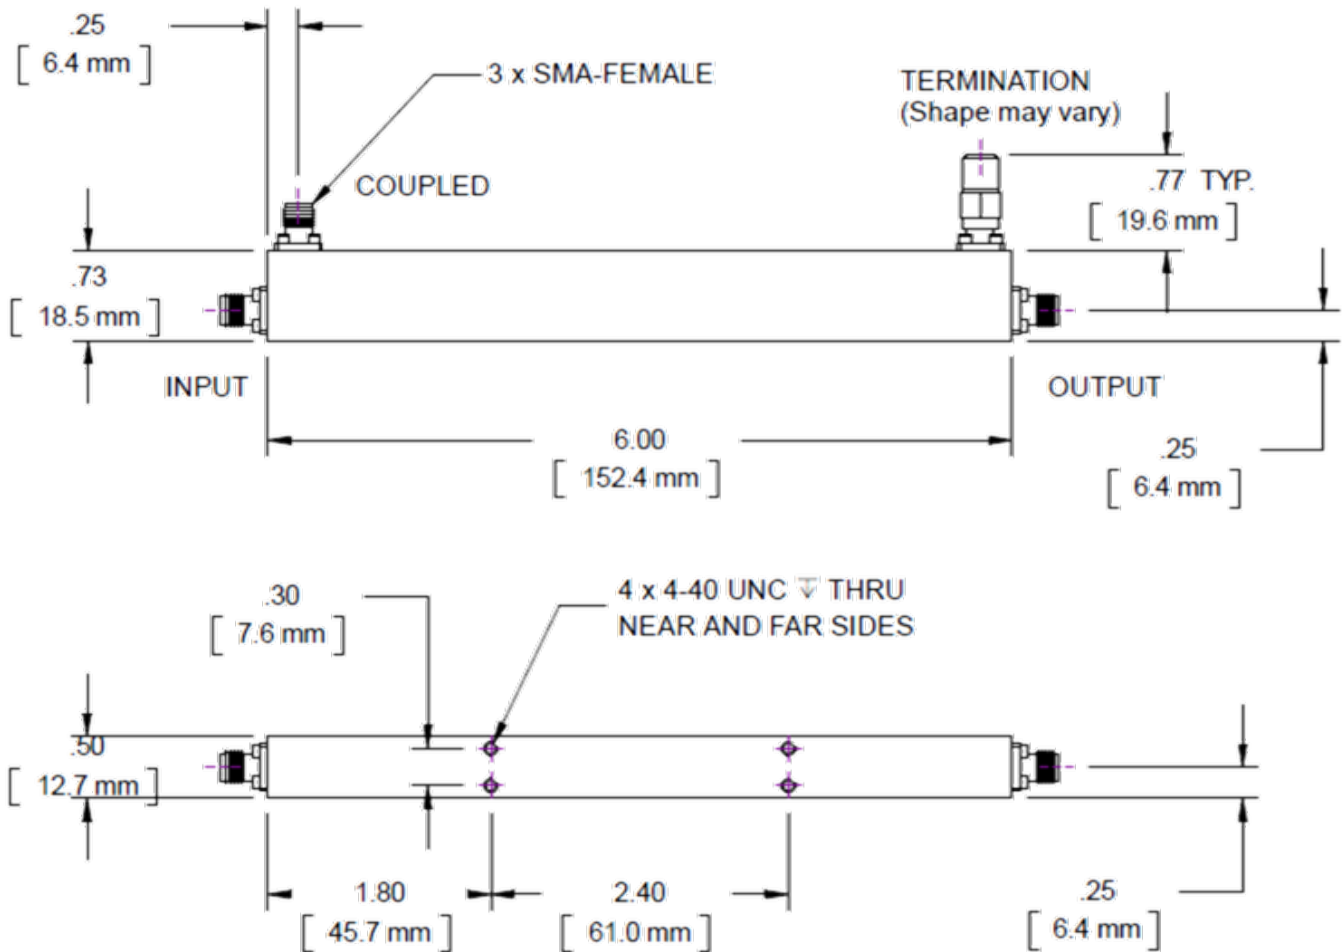 .25
[ 6.4 mm ]
3 x SMA-FEMALE
TERMINATION
(Shape may vary)
COUPLED
.77 TYP.
[ 19.6 mm ]
.73
[ 18.5 mm ]
INPUT
OUTPUT
6.00
[ 152.4 mm ]
.25
[ 6.4 mm ]
.30
[ 7.6 mm ]
4 x 4-40 UNC ↧ THRU
NEAR AND FAR SIDES
.50
[ 12.7 mm ]
1.80
[ 45.7 mm ]
2.40
[ 61.0 mm ]
.25
[ 6.4 mm ]